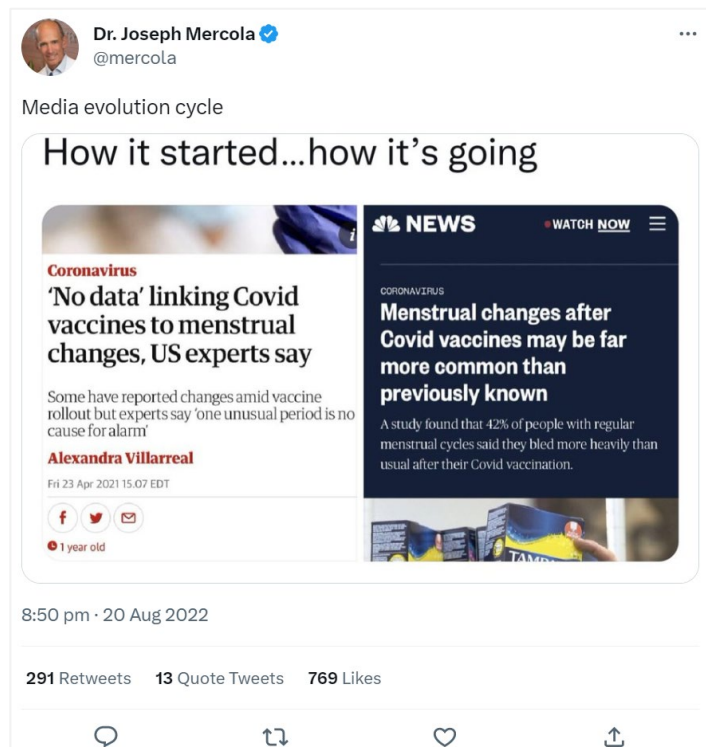 Dr. Joseph Mercola
@mercola
Media evolution cycle
How it started...how it's going
i
Coronavirus
'No data' linking Covid
vaccines to menstrual
changes, US experts say
Some have reported changes amid vaccine
rollout but experts say 'one unusual period is no
cause for alarm'
Alexandra Villarreal
Fri 23 Apr 2021 15.07 EDT
1 year old
NEWS
WATCH NOW
CORONAVIRUS
Menstrual changes after
Covid vaccines may be far
more common than
previously known
A study found that 42% of people with regular
menstrual cycles said they bled more heavily than
usual after their Covid vaccination.
8:50 pm · 20 Aug 2022
291 Retweets 13 Quote Tweets 769 Likes